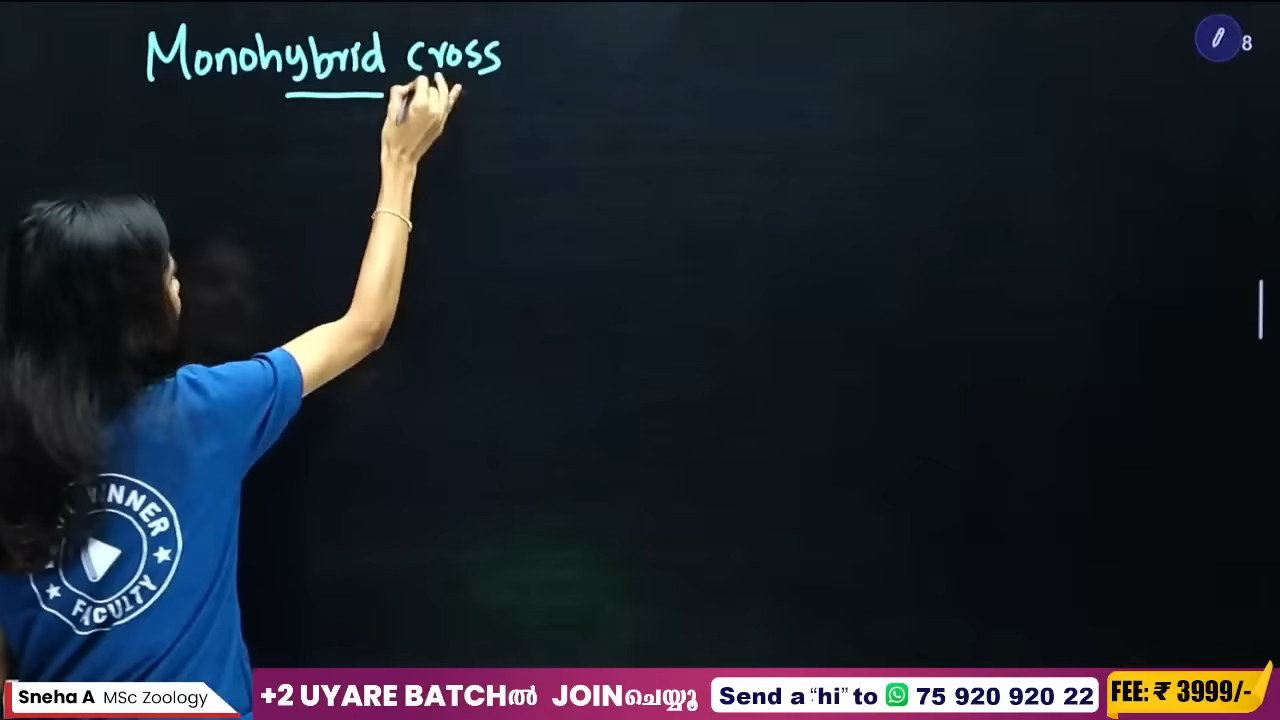 Monohybrid cross
8
WINNER
FACULTY
Sneha A MSc Zoology
+2 UYARE BATCHൽ JOINചെയ്യൂ
Send a “hi” to 75 920 920 22
FEE: ₹ 3999/-